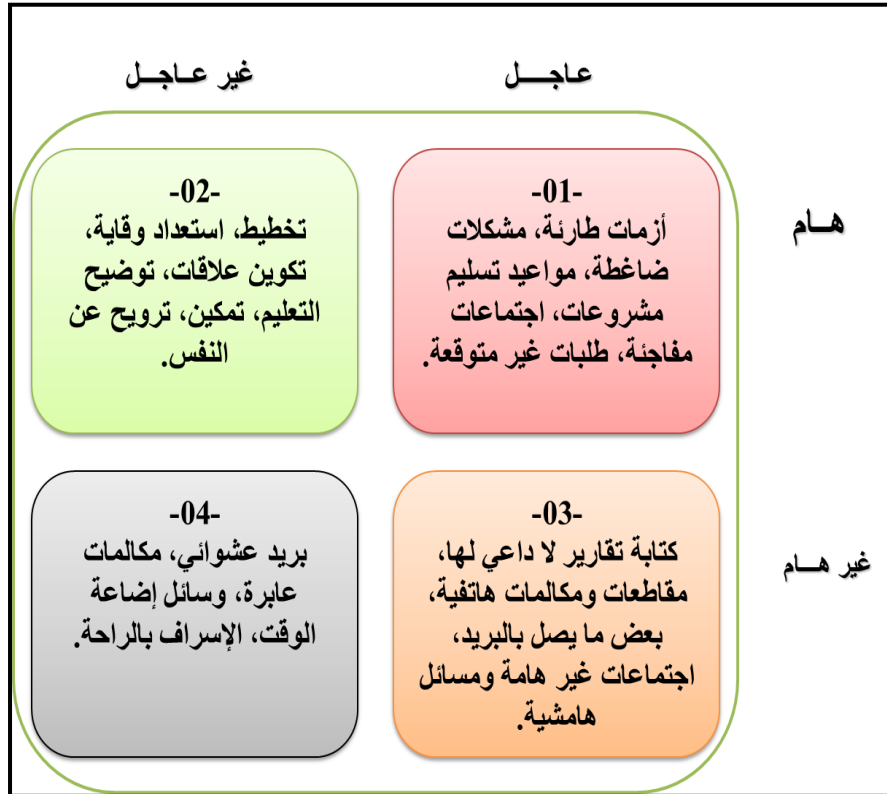 عاجــــل
غير عــاجــل
هــام
-01-
أزمات طارئة، مشكلات
ضاغطة، مواعيد تسليم
مشروعات، اجتماعات
مفاجئة، طلبات غير متوقعة.
-02-
تخطيط، استعداد وقاية،
تكوين علاقات، توضيح
التعليم، تمكين، ترويح عن
النفس.
غير هــام
-03-
كتابة تقارير لا داعي لها،
مقاطعات ومكالمات هاتفية،
بعض ما يصل بالبريد،
اجتماعات غير هامة ومسائل
هامشية.
-04-
بريد عشوائي، مكالمات
عابرة، وسائل إضاعة
الوقت، الإسراف بالراحة.